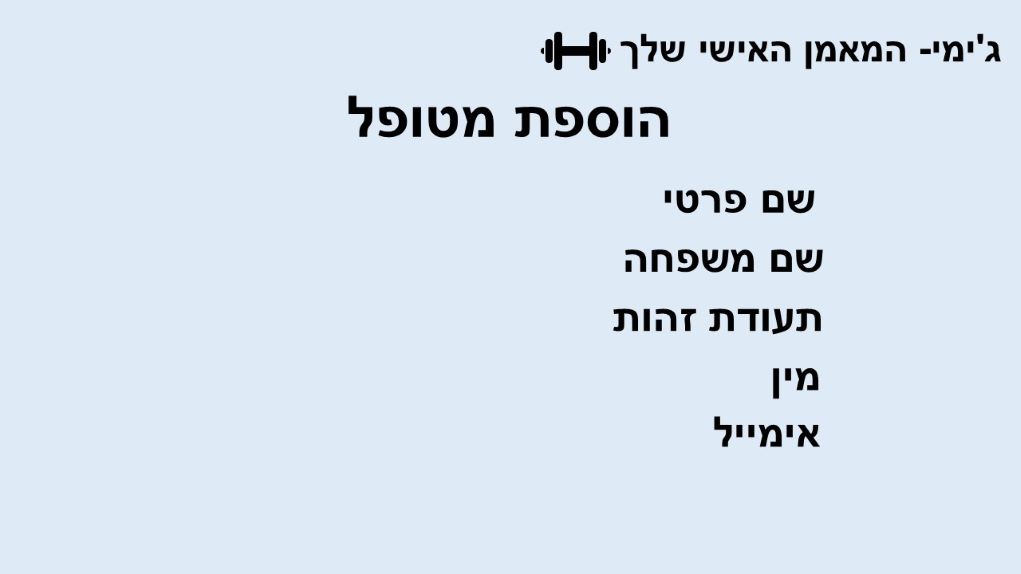 ג'ימי- המאמן האישי שלך
הוספת מטופל
שם פרטי
שם משפחה
תעודת זהות
מין
אימייל